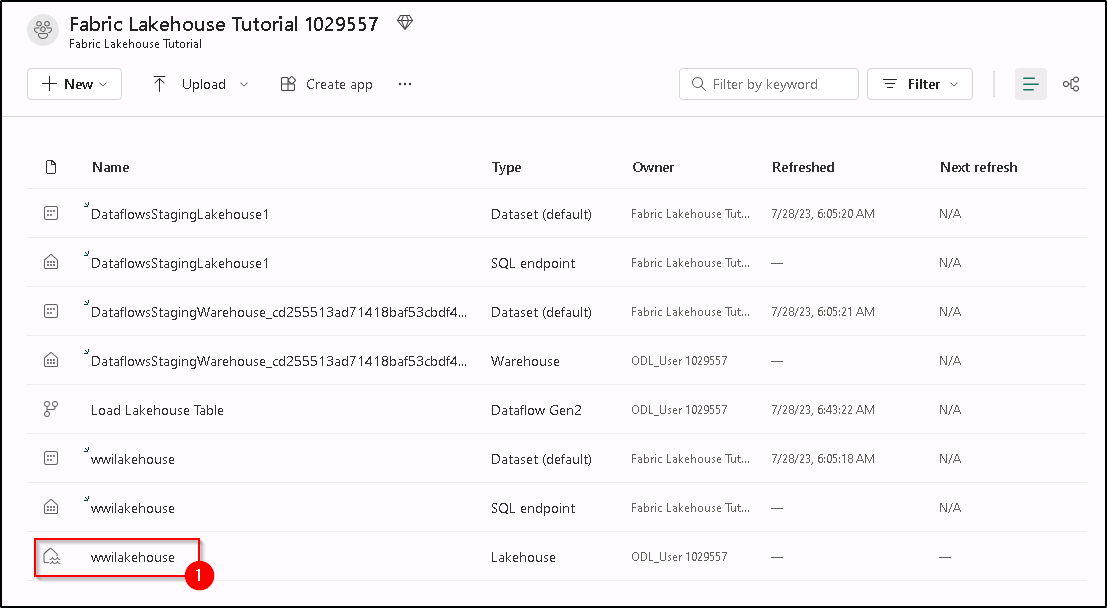 Fabric Lakehouse Tutorial 1029557
Fabric Lakehouse Tutorial
New Upload Create app ... Filter by keyword Filter
Name Type Owner Refreshed Next refresh
DataflowsStagingLakehouse1 Dataset (default) Fabric Lakehouse Tut... 7/28/23, 6:05:20 AM N/A
DataflowsStagingLakehouse1 SQL endpoint Fabric Lakehouse Tut... — N/A
DataflowsStagingWarehouse_cd255513ad71418baf53cbdf4... Dataset (default) Fabric Lakehouse Tut... 7/28/23, 6:05:21 AM N/A
DataflowsStagingWarehouse_cd255513ad71418baf53cbdf4... Warehouse ODL_User 1029557 — N/A
Load Lakehouse Table Dataflow Gen2 ODL_User 1029557 7/28/23, 6:43:22 AM N/A
wwilakehouse Dataset (default) Fabric Lakehouse Tut... 7/28/23, 6:05:18 AM N/A
wwilakehouse SQL endpoint Fabric Lakehouse Tut... — N/A
wwilakehouse Lakehouse ODL_User 1029557 — —
1